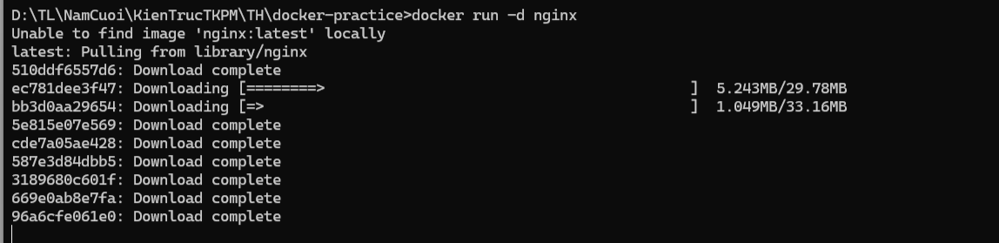 D:\TL\NamCuoi\KienTrucTKPM\TH\docker-practice>docker run -d nginx
Unable to find image 'nginx:latest' locally
latest: Pulling from library/nginx
510ddf6557d6: Download complete
ec781dee3f47: Downloading [========>                                          ]  5.243MB/29.78MB
bb3d0aa29654: Downloading [=>                                                 ]  1.049MB/33.16MB
5e815e07e569: Download complete
cde7a05ae428: Download complete
587e3d84dbb5: Download complete
3189680c601f: Download complete
669e0ab8e7fa: Download complete
96a6cfe061e0: Download complete